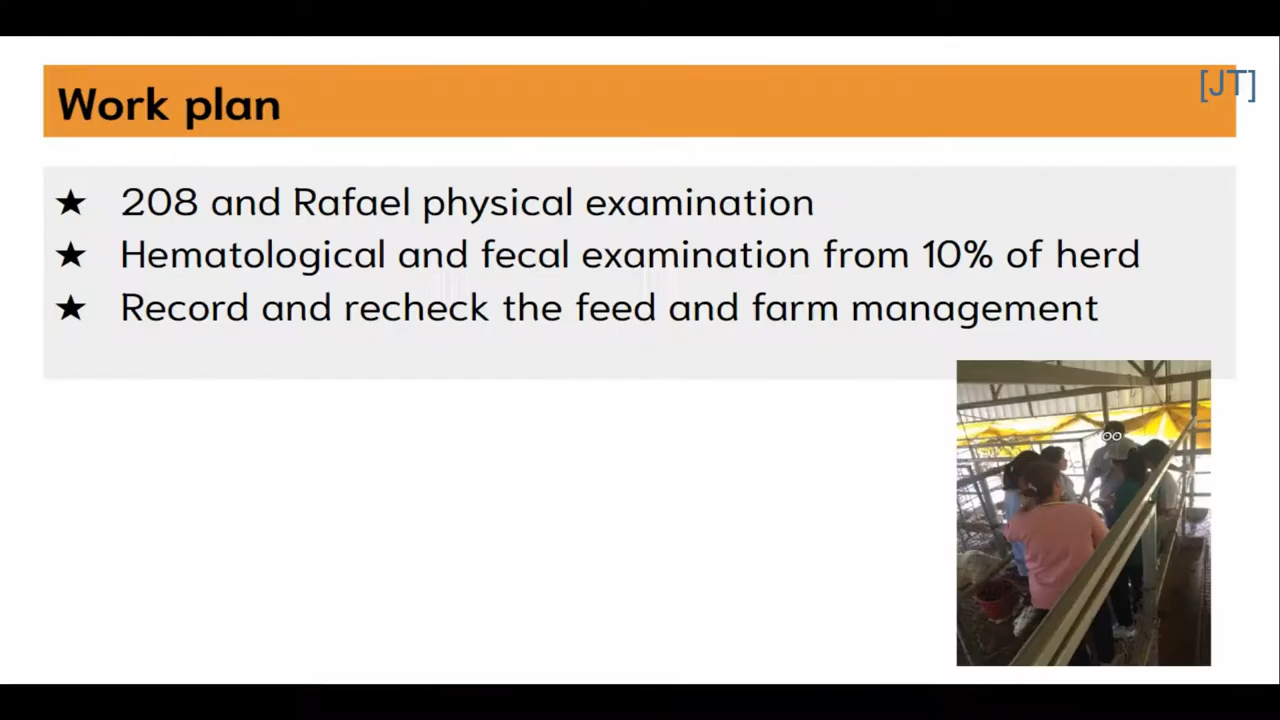 Work plan
[JT]
★ 208 and Rafael physical examination
★ Hematological and fecal examination from 10% of herd
★ Record and recheck the feed and farm management